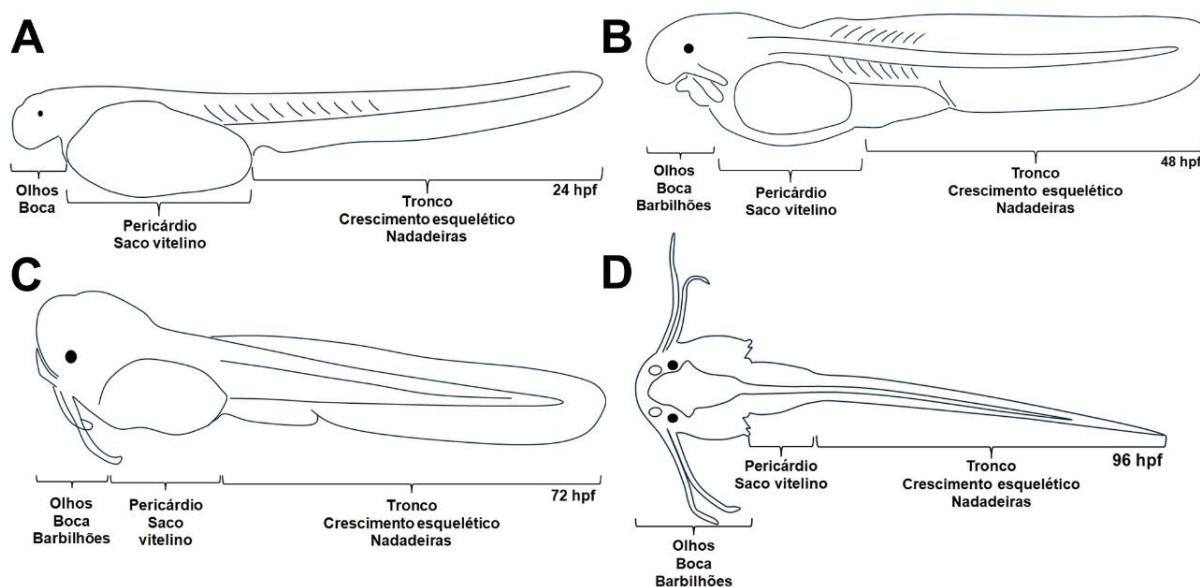 A
Olhos
Boca
Pericárdio
Saco vitelino
24 hpf
Tronco
Crescimento esquelético
Nadadeiras
B
Olhos
Boca
Barbilhões
Pericárdio
Saco vitelino
48 hpf
Tronco
Crescimento esquelético
Nadadeiras
C
Olhos
Boca
Barbilhões
Pericárdio
Saco
vitelino
72 hpf
Tronco
Crescimento esquelético
Nadadeiras
D
Pericárdio
Saco vitelino
96 hpf
Tronco
Crescimento esquelético
Nadadeiras
Olhos
Boca
Barbilhões